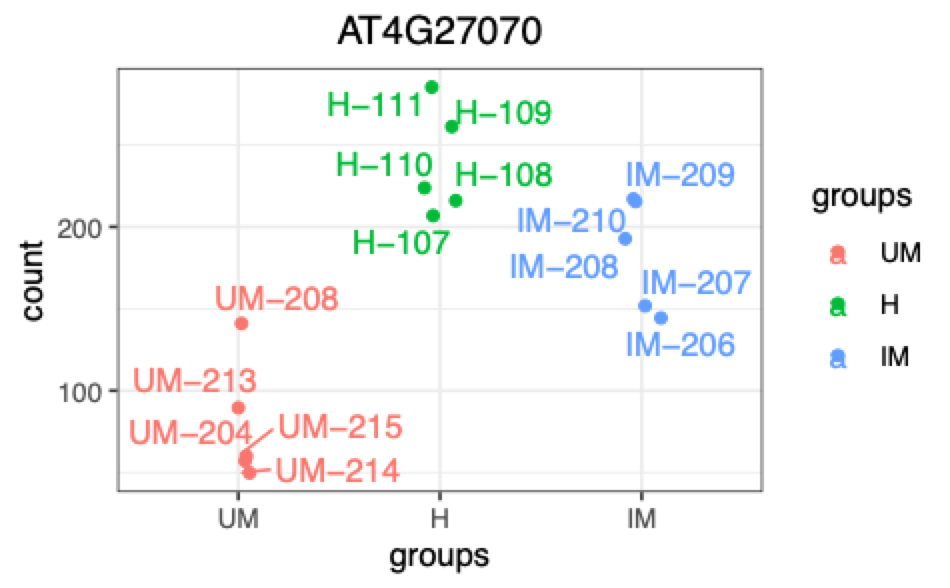 AT4G27070
H−111
H−109
H−110
H−108
H−107
IM−209
IM−210
IM−208
IM−207
IM−206
UM−208
UM−213
UM−204
UM−215
UM−214
200
100
count
UM
H
IM
groups
groups
a UM
a H
a IM